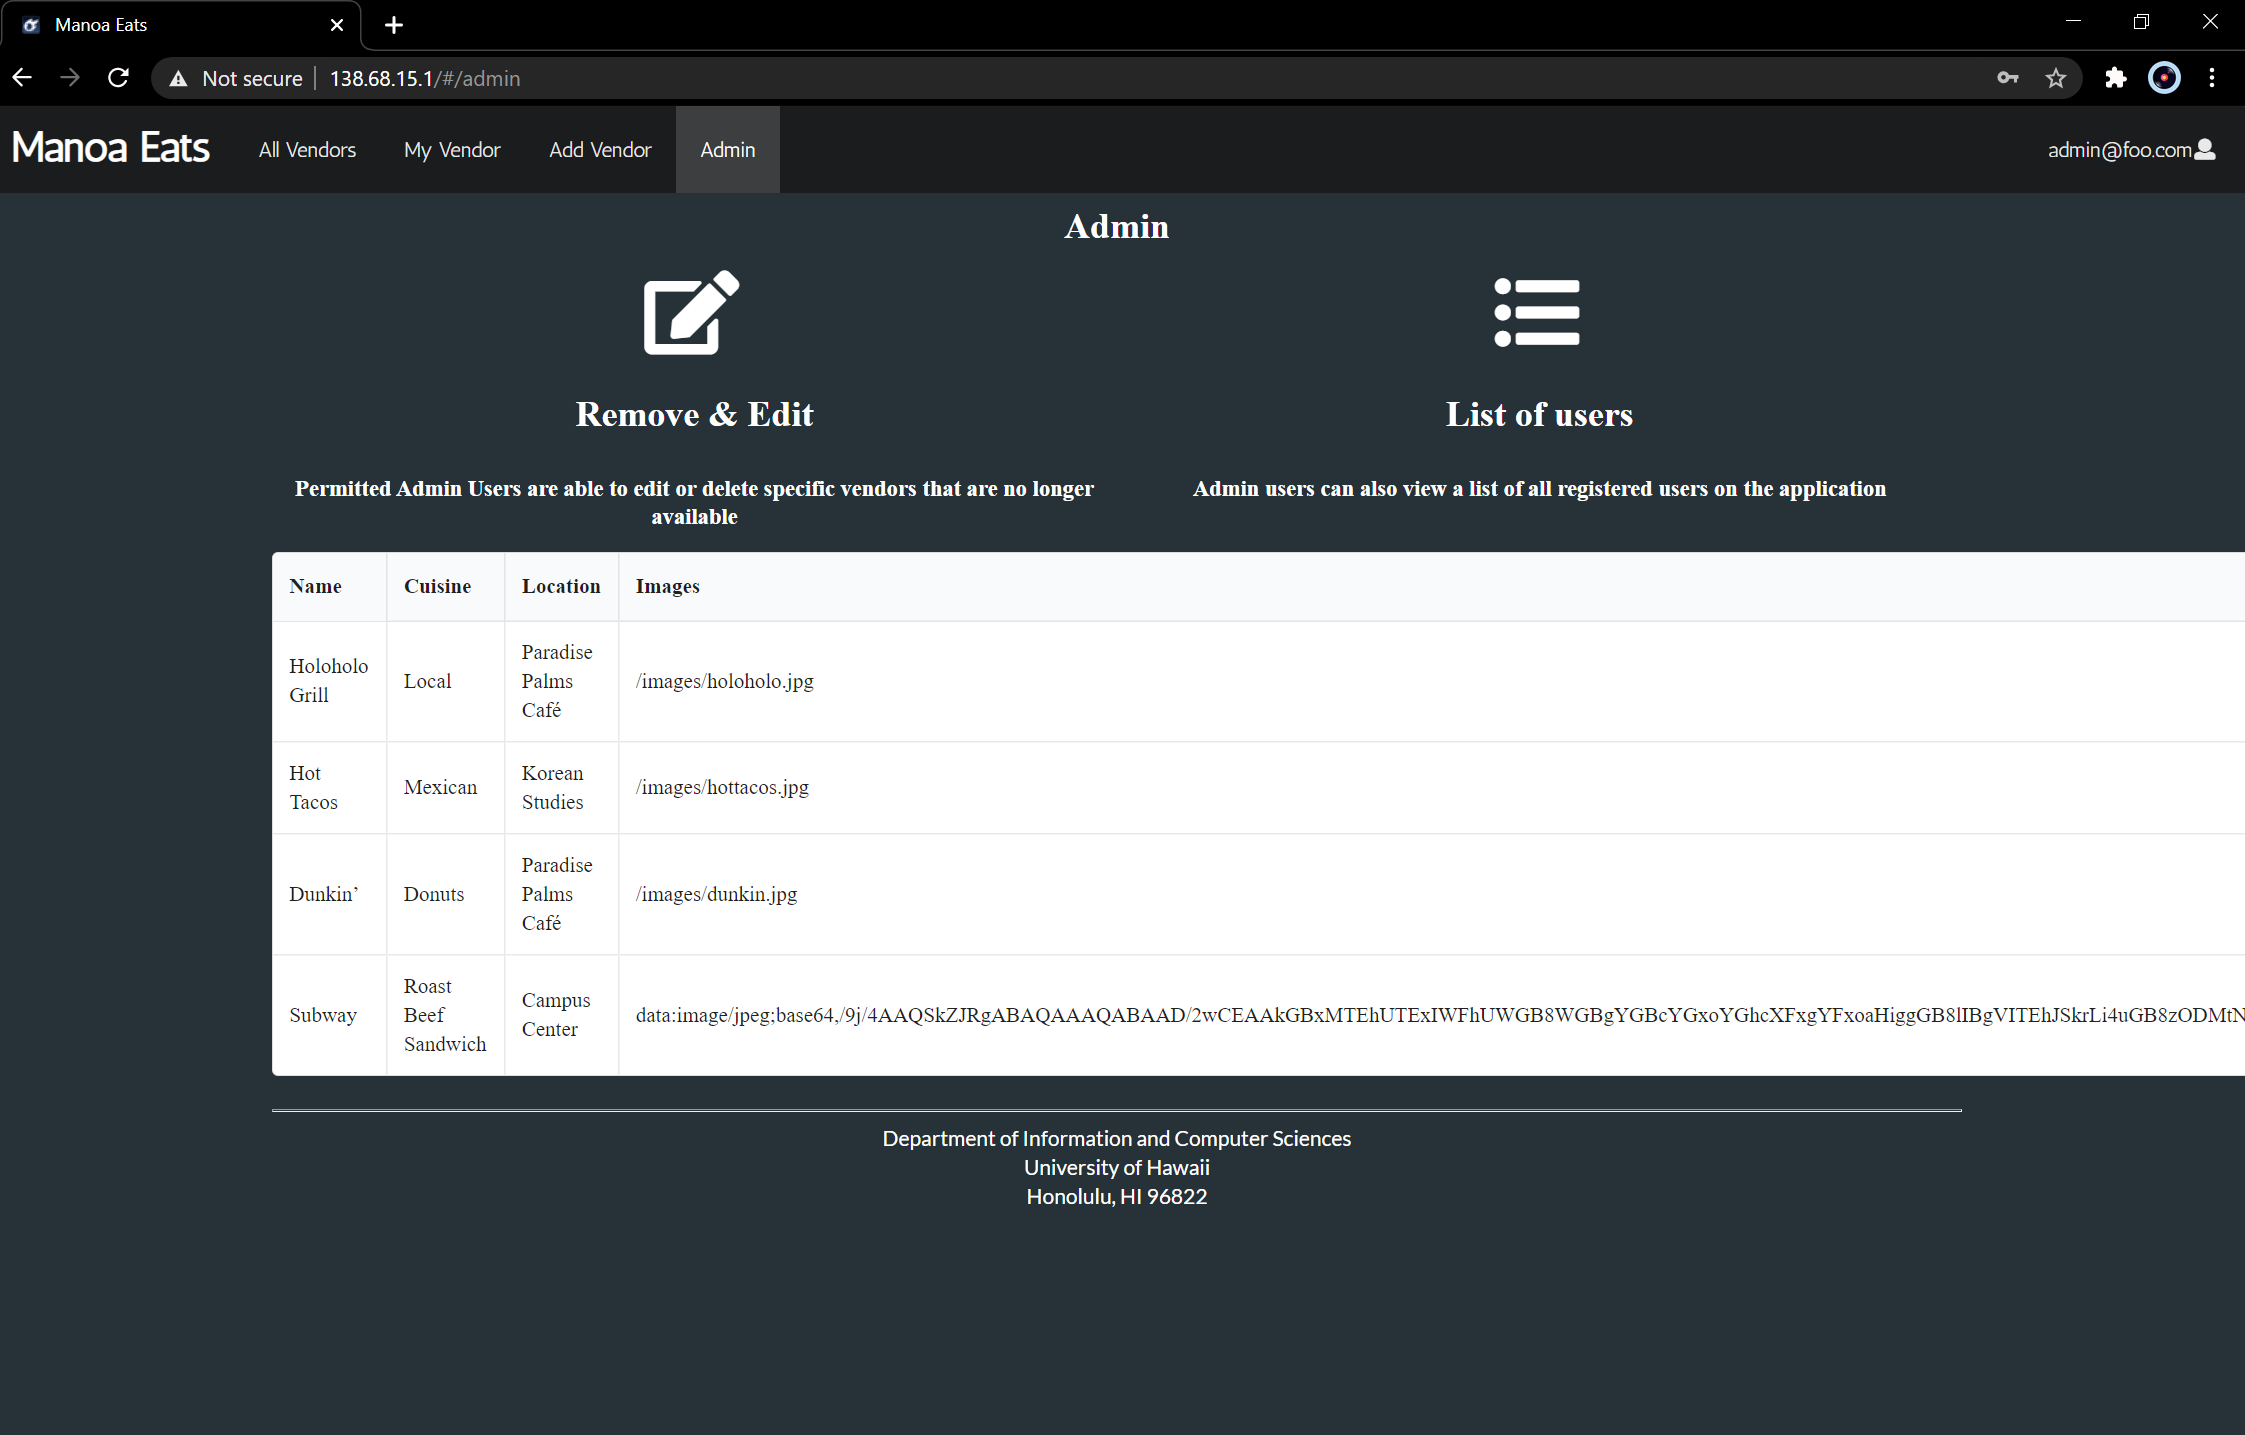 Manoa Eats
Not secure 138.68.15.1/#/admin
Manoa Eats All Vendors My Vendor Add Vendor Admin admin@foo.com
Admin
Remove & Edit
Permitted Admin Users are able to edit or delete specific vendors that are no longer
available
List of users
Admin users can also view a list of all registered users on the application
Name Cuisine Location Images
Holoholo
Grill
Local
Paradise
Palms
Café
/images/holoholo.jpg
Hot
Tacos
Mexican
Korean
Studies
/images/hottacos.jpg
Dunkin’
Donuts
Paradise
Palms
Café
/images/dunkin.jpg
Subway
Roast
Beef
Sandwich
Campus
Center
data:image/jpeg;base64,/9j/4AAQSkZJRgABAQAAAQABAAD/2wCEAAkGBxMTEhUTExIWFhUWGB8WGBgYGBcYGxoYGhcXFxgYFxoaHiggGB8lIBgVITEhJSkrLi4uGB8zODMtN
Department of Information and Computer Sciences
University of Hawaii
Honolulu, HI 96822